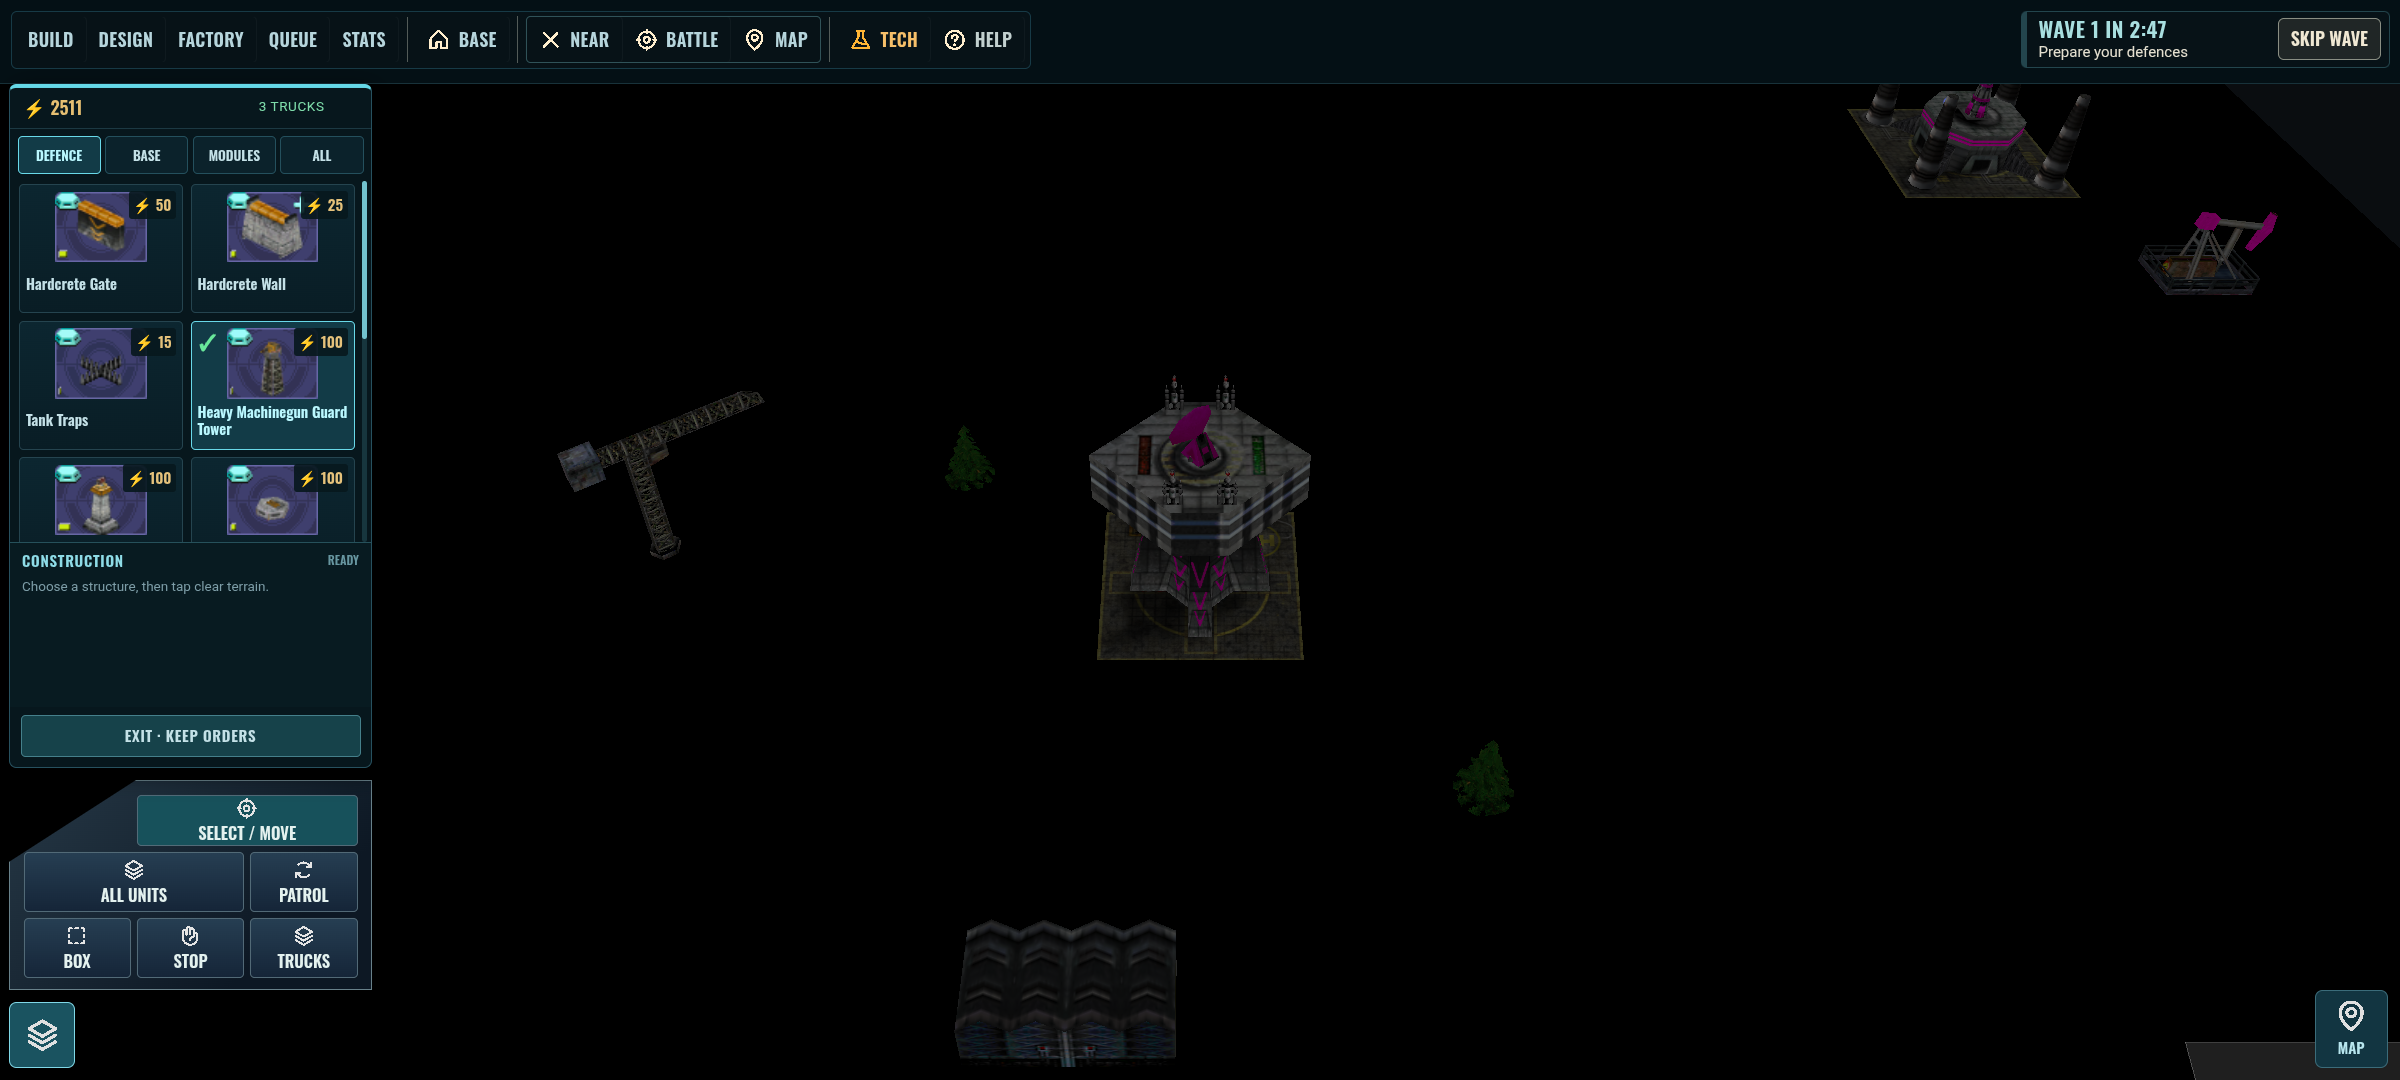 BUILD
DESIGN
FACTORY
QUEUE
STATS
BASE
NEAR
BATTLE
MAP
TECH
HELP
WAVE 1 IN 2:47
Prepare your defences
SKIP WAVE
2511
3 TRUCKS
DEFENCE
BASE
MODULES
ALL
50
Hardcrete Gate
25
Hardcrete Wall
15
Tank Traps
100
Heavy Machinegun Guard
Tower
100
100
CONSTRUCTION
READY
Choose a structure, then tap clear terrain.
EXIT · KEEP ORDERS
SELECT / MOVE
ALL UNITS
PATROL
BOX
STOP
TRUCKS
MAP